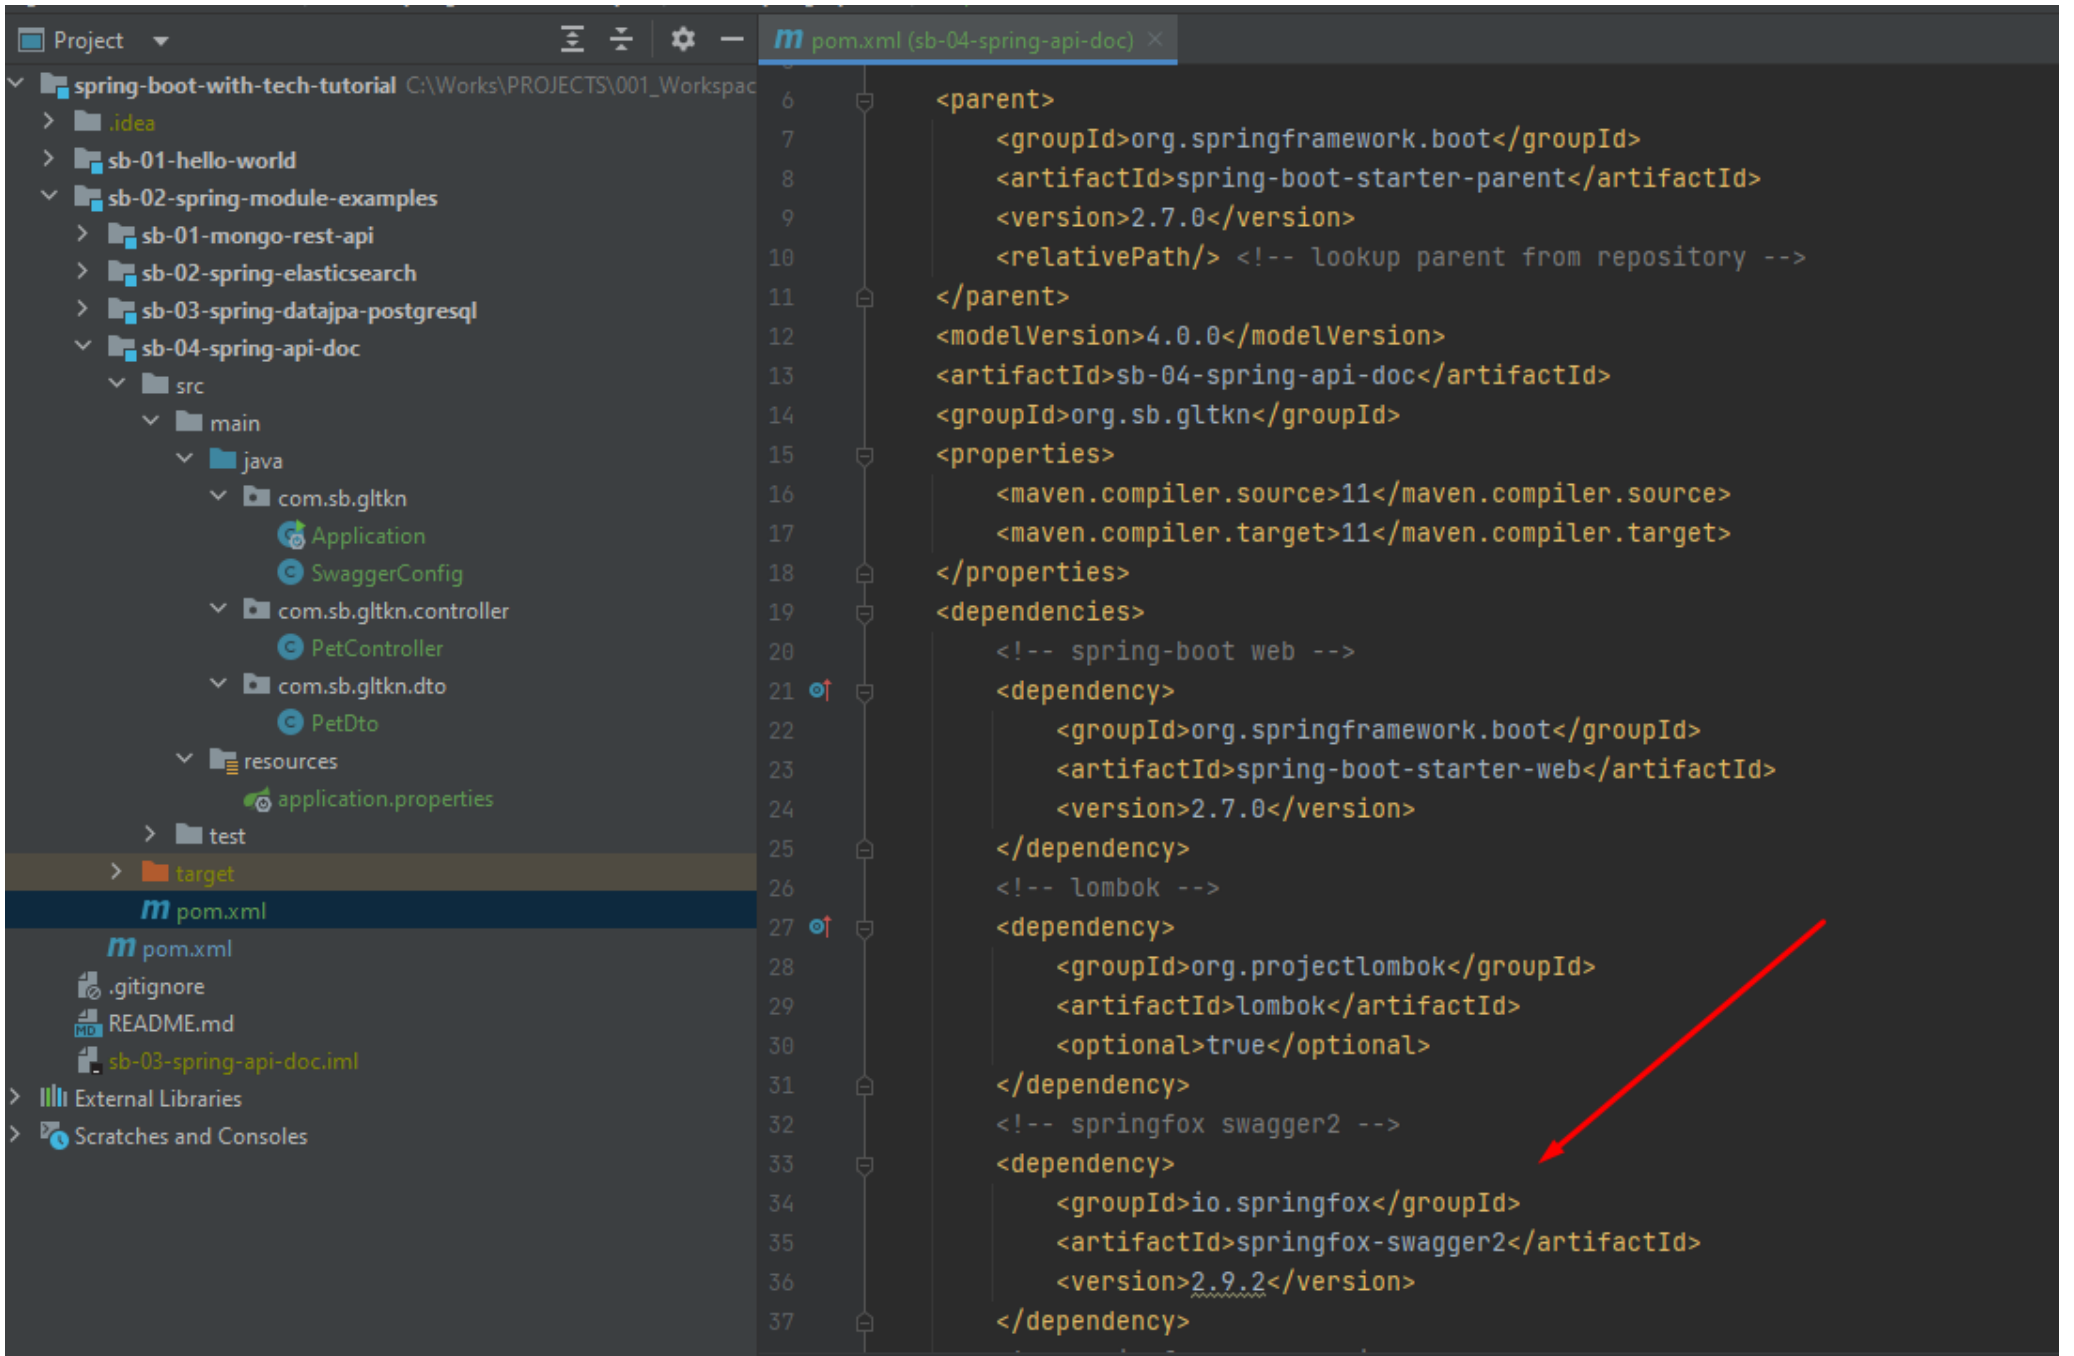 Project
spring-boot-with-tech-tutorial C:\Works\PROJECTS\001_Workspac
.idea
sb-01-hello-world
sb-02-spring-module-examples
sb-01-mongo-rest-api
sb-02-spring-elasticsearch
sb-03-spring-datajpa-postgresql
sb-04-spring-api-doc
src
main
java
com.sb.gltkn
Application
SwaggerConfig
com.sb.gltkn.controller
PetController
com.sb.gltkn.dto
PetDto
resources
application.properties
test
target
pom.xml
pom.xml
.gitignore
README.md
sb-03-spring-api-doc.iml
External Libraries
Scratches and Consoles
pom.xml (sb-04-spring-api-doc)
6 <parent>
7 <groupId>org.springframework.boot</groupId>
8 <artifactId>spring-boot-starter-parent</artifactId>
9 <version>2.7.0</version>
10 <relativePath/> <!-- lookup parent from repository -->
11 </parent>
12 <modelVersion>4.0.0</modelVersion>
13 <artifactId>sb-04-spring-api-doc</artifactId>
14 <groupId>org.sb.gltkn</groupId>
15 <properties>
16 <maven.compiler.source>11</maven.compiler.source>
17 <maven.compiler.target>11</maven.compiler.target>
18 </properties>
19 <dependencies>
20 <!-- spring-boot web -->
21 <dependency>
22 <groupId>org.springframework.boot</groupId>
23 <artifactId>spring-boot-starter-web</artifactId>
24 <version>2.7.0</version>
25 </dependency>
26 <!-- lombok -->
27 <dependency>
28 <groupId>org.projectlombok</groupId>
29 <artifactId>lombok</artifactId>
30 <optional>true</optional>
31 </dependency>
32 <!-- springfox swagger2 -->
33 <dependency>
34 <groupId>io.springfox</groupId>
35 <artifactId>springfox-swagger2</artifactId>
36 <version>2.9.2</version>
37 </dependency>